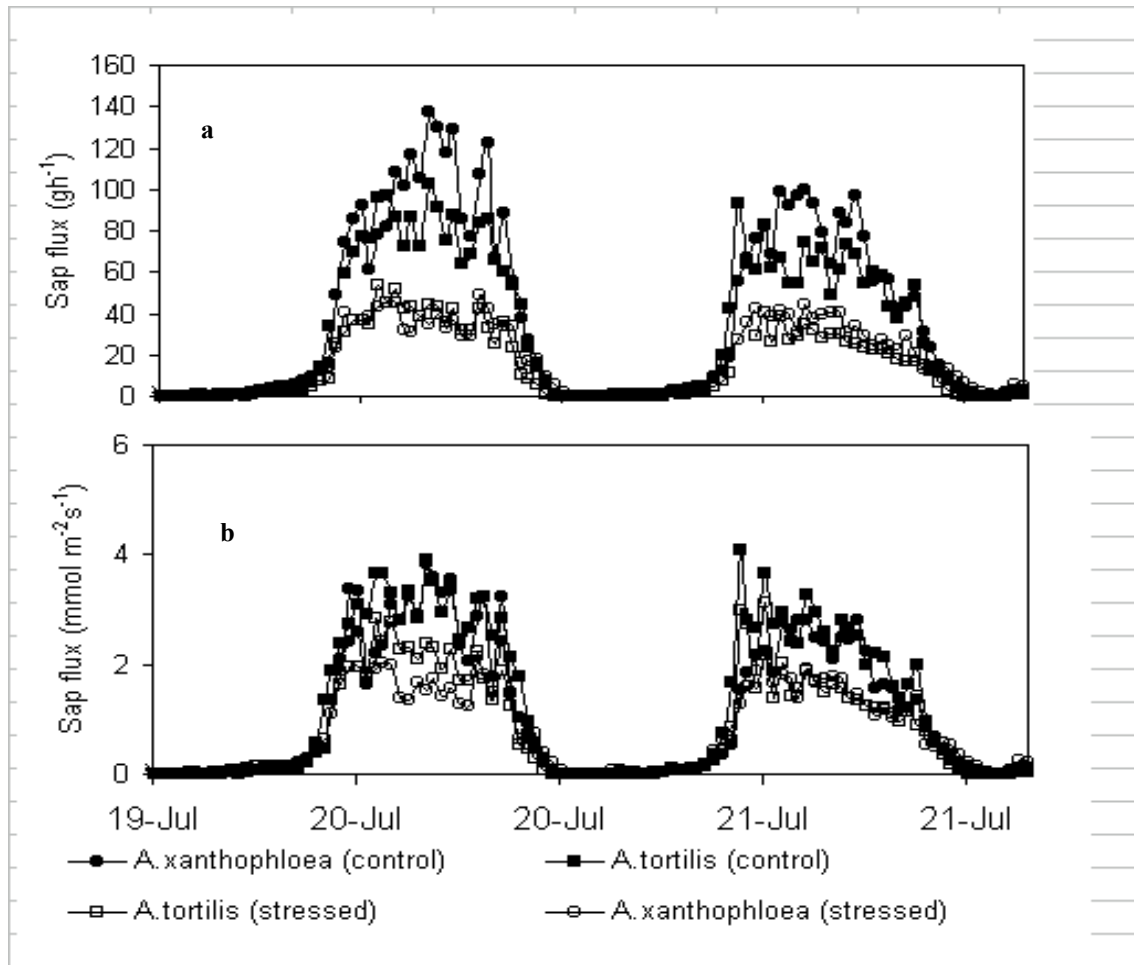 160
140
120
100
80
60
40
20
0
Sap flux (gh-1)
a
6
4
2
0
Sap flux (mmol m-2s-1)
b
19-Jul 20-Jul 20-Jul 21-Jul 21-Jul
A.xanthophloea (control) A.tortilis (control)
A.tortilis (stressed) A.xanthophloea (stressed)